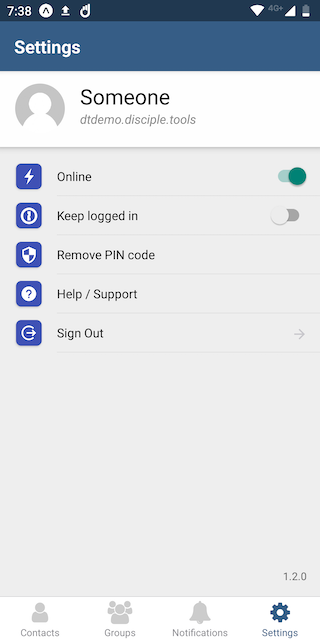 7:38 4G+
Settings
Someone
dtdemo.disciple.tools
Online
Keep logged in
Remove PIN code
Help / Support
Sign Out
1.2.0
Contacts Groups Notifications Settings